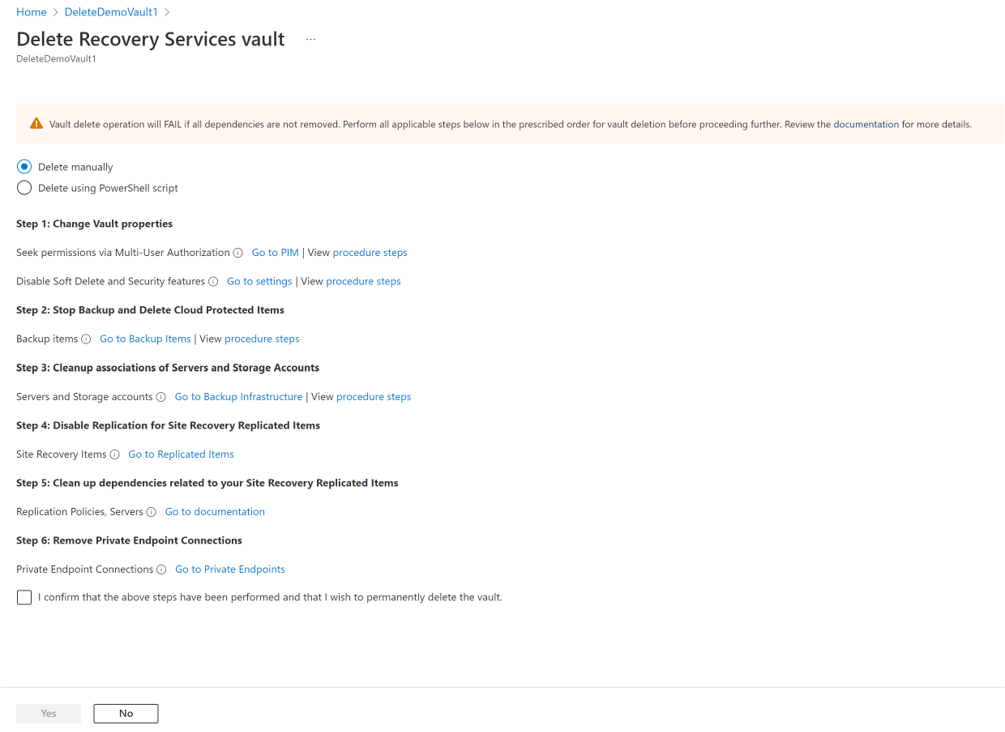 Home > DeleteDemoVault1 >
Delete Recovery Services vault ...
DeleteDemoVault1
Vault delete operation will FAIL if all dependencies are not removed. Perform all applicable steps below in the prescribed order for vault deletion before proceeding further. Review the documentation for more details.
Delete manually
Delete using PowerShell script
Step 1: Change Vault properties
Seek permissions via Multi-User Authorization Go to PIM | View procedure steps
Disable Soft Delete and Security features Go to settings | View procedure steps
Step 2: Stop Backup and Delete Cloud Protected Items
Backup items Go to Backup Items | View procedure steps
Step 3: Cleanup associations of Servers and Storage Accounts
Servers and Storage accounts Go to Backup Infrastructure | View procedure steps
Step 4: Disable Replication for Site Recovery Replicated Items
Site Recovery Items Go to Replicated Items
Step 5: Clean up dependencies related to your Site Recovery Replicated Items
Replication Policies, Servers Go to documentation
Step 6: Remove Private Endpoint Connections
Private Endpoint Connections Go to Private Endpoints
I confirm that the above steps have been performed and that I wish to permanently delete the vault.
Yes No